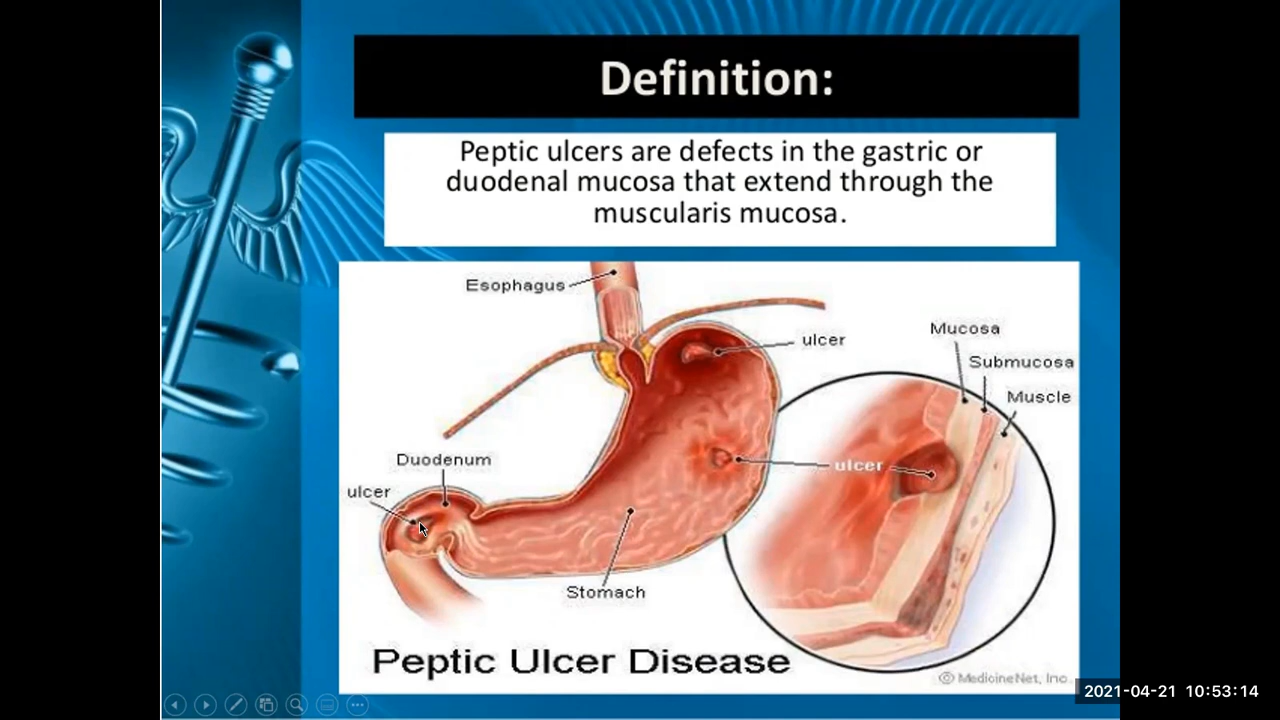 Definition:
Peptic ulcers are defects in the gastric or
duodenal mucosa that extend through the
muscularis mucosa.
Esophagus
ulcer
Mucosa
Submucosa
Muscle
Duodenum
ulcer
ulcer
Stomach
Peptic Ulcer Disease
© MedicineNet, Inc.
2021-04-21 10:53:14